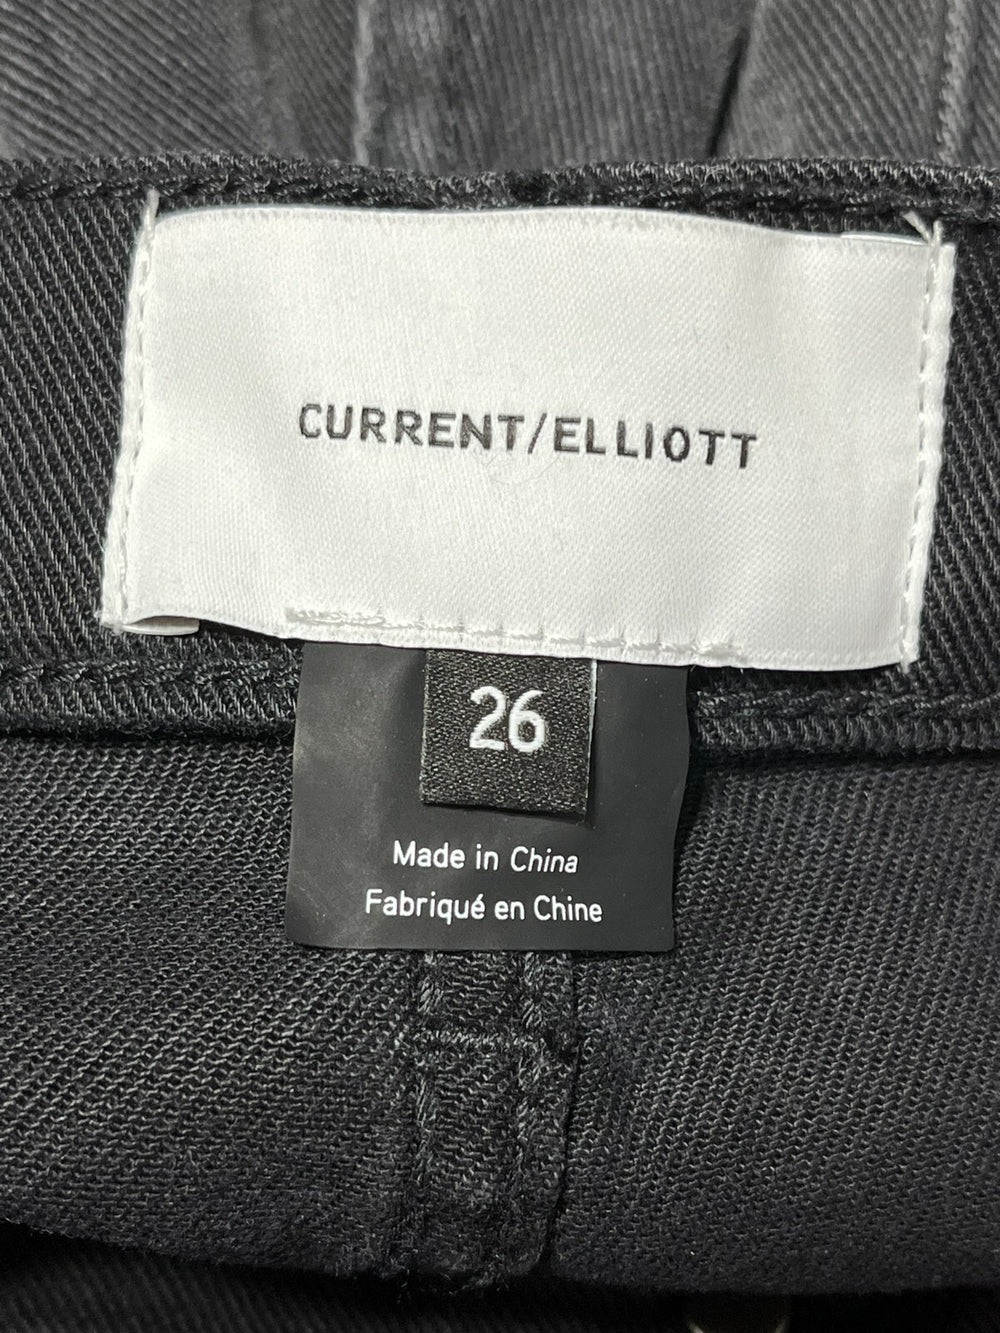 CURRENT/ELLIOTT
26
Made in China
Fabriqué en Chine